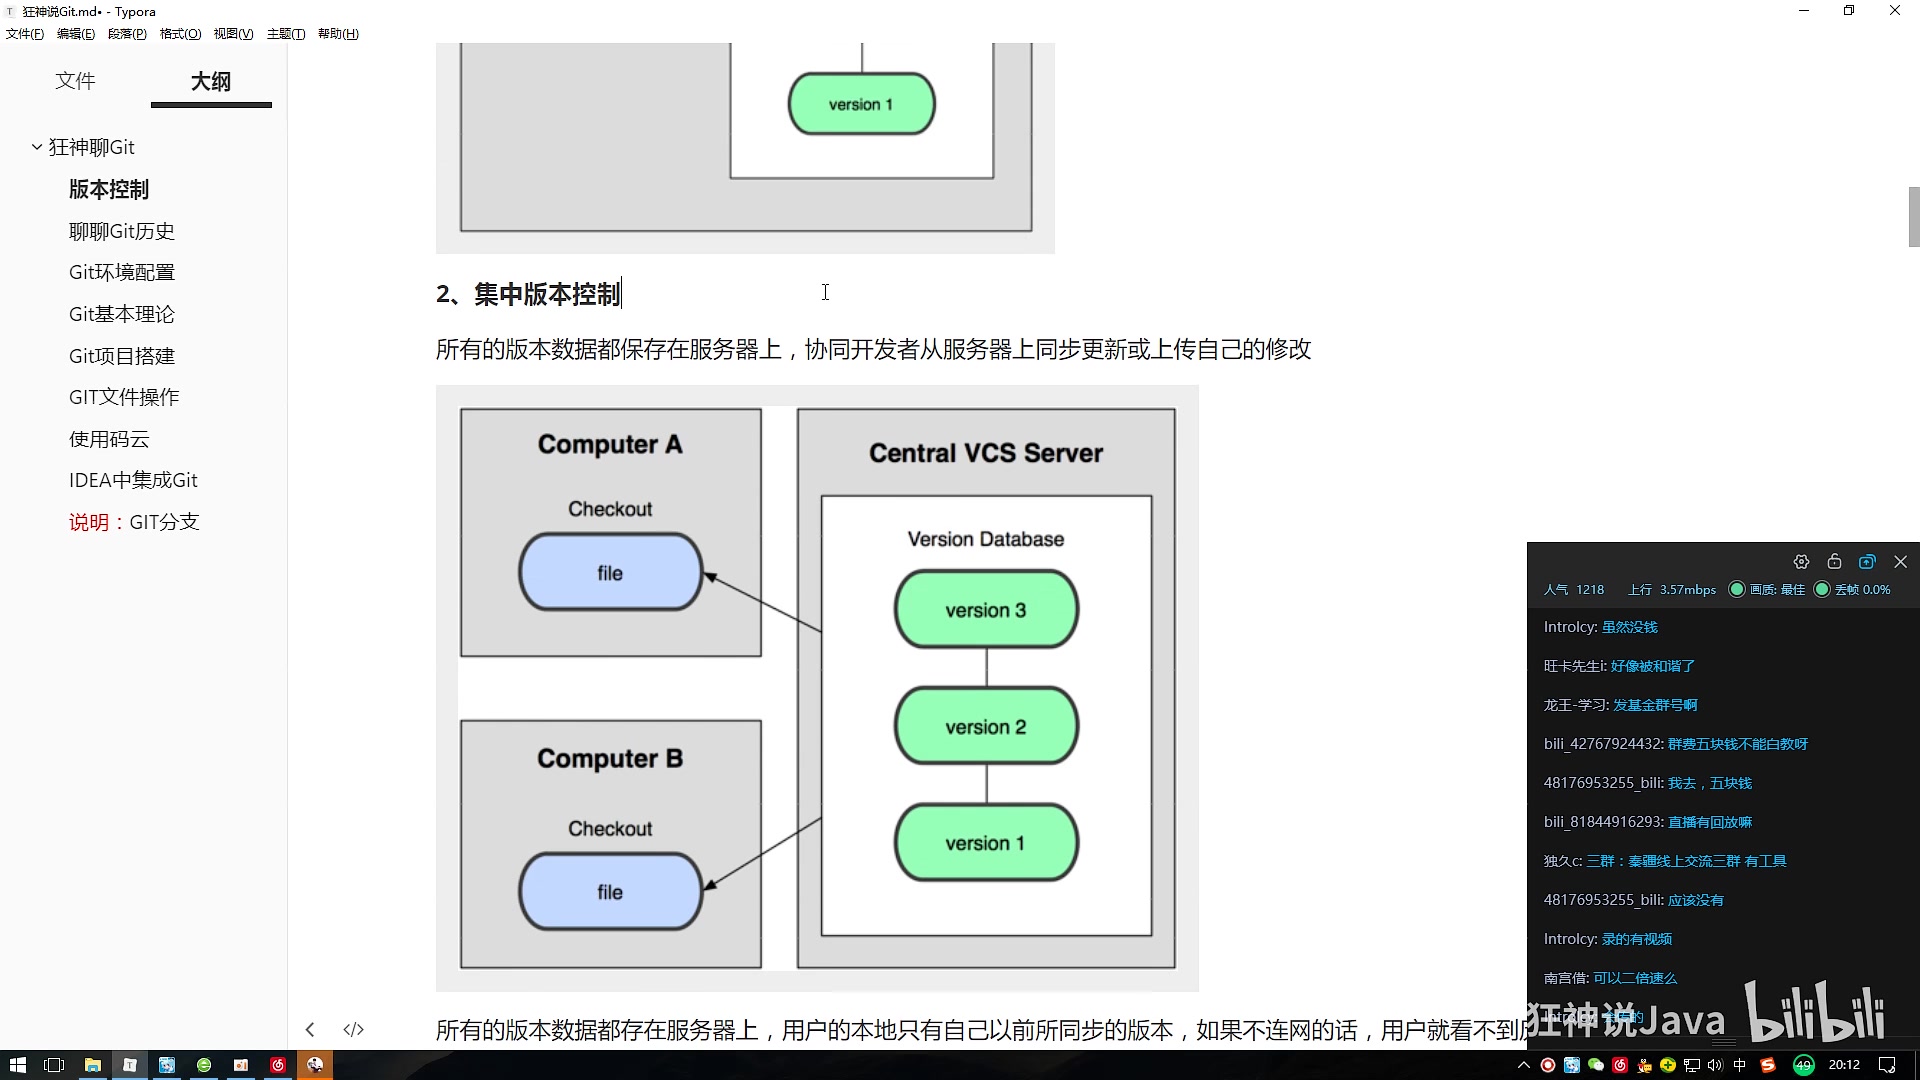 狂神说Git.md• - Typora
文件(F) 编辑(E) 段落(P) 格式(O) 视图(V) 主题(T) 帮助(H)
文件 大纲
狂神聊Git
版本控制
聊聊Git历史
Git环境配置
Git基本理论
Git项目搭建
GIT文件操作
使用码云
IDEA中集成Git
说明：GIT分支
version 1
2、集中版本控制
所有的版本数据都保存在服务器上，协同开发者从服务器上同步更新或上传自己的修改
Computer A
Checkout
file
Computer B
Checkout
file
Central VCS Server
Version Database
version 3
version 2
version 1
所有的版本数据都存在服务器上，用户的本地只有自己以前所同步的版本，如果不连网的话，用户就看不到
人气 1218 上行 3.57mbps 画质: 最佳 丢帧 0.0%
Introlcy: 虽然没钱
旺卡先生i: 好像被和谐了
龙王-学习: 发基金群号啊
bili_42767924432: 群费五块钱不能白教呀
48176953255_bili: 我去，五块钱
bili_81844916293: 直播有回放嘛
独久c: 三群：秦疆线上交流三群 有工具
48176953255_bili: 应该没有
Introlcy: 录的有视频
南宫借: 可以二倍速么
狂神说Java bilibili
中 49 20:12